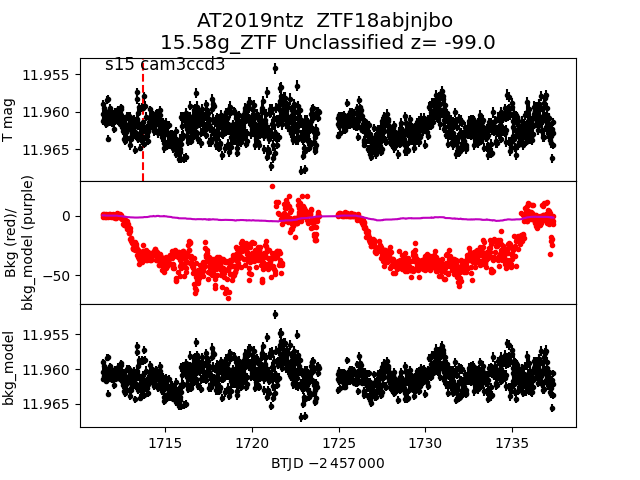 AT2019ntz  ZTF18abjnjbo
15.58g_ZTF Unclassified z= -99.0
s15 cam3ccd3
T mag
11.955
11.960
11.965
Bkg (red)/
bkg_model (purple)
0
−50
bkg_model
11.955
11.960
11.965
1715
1720
1725
1730
1735
BTJD −2 457 000